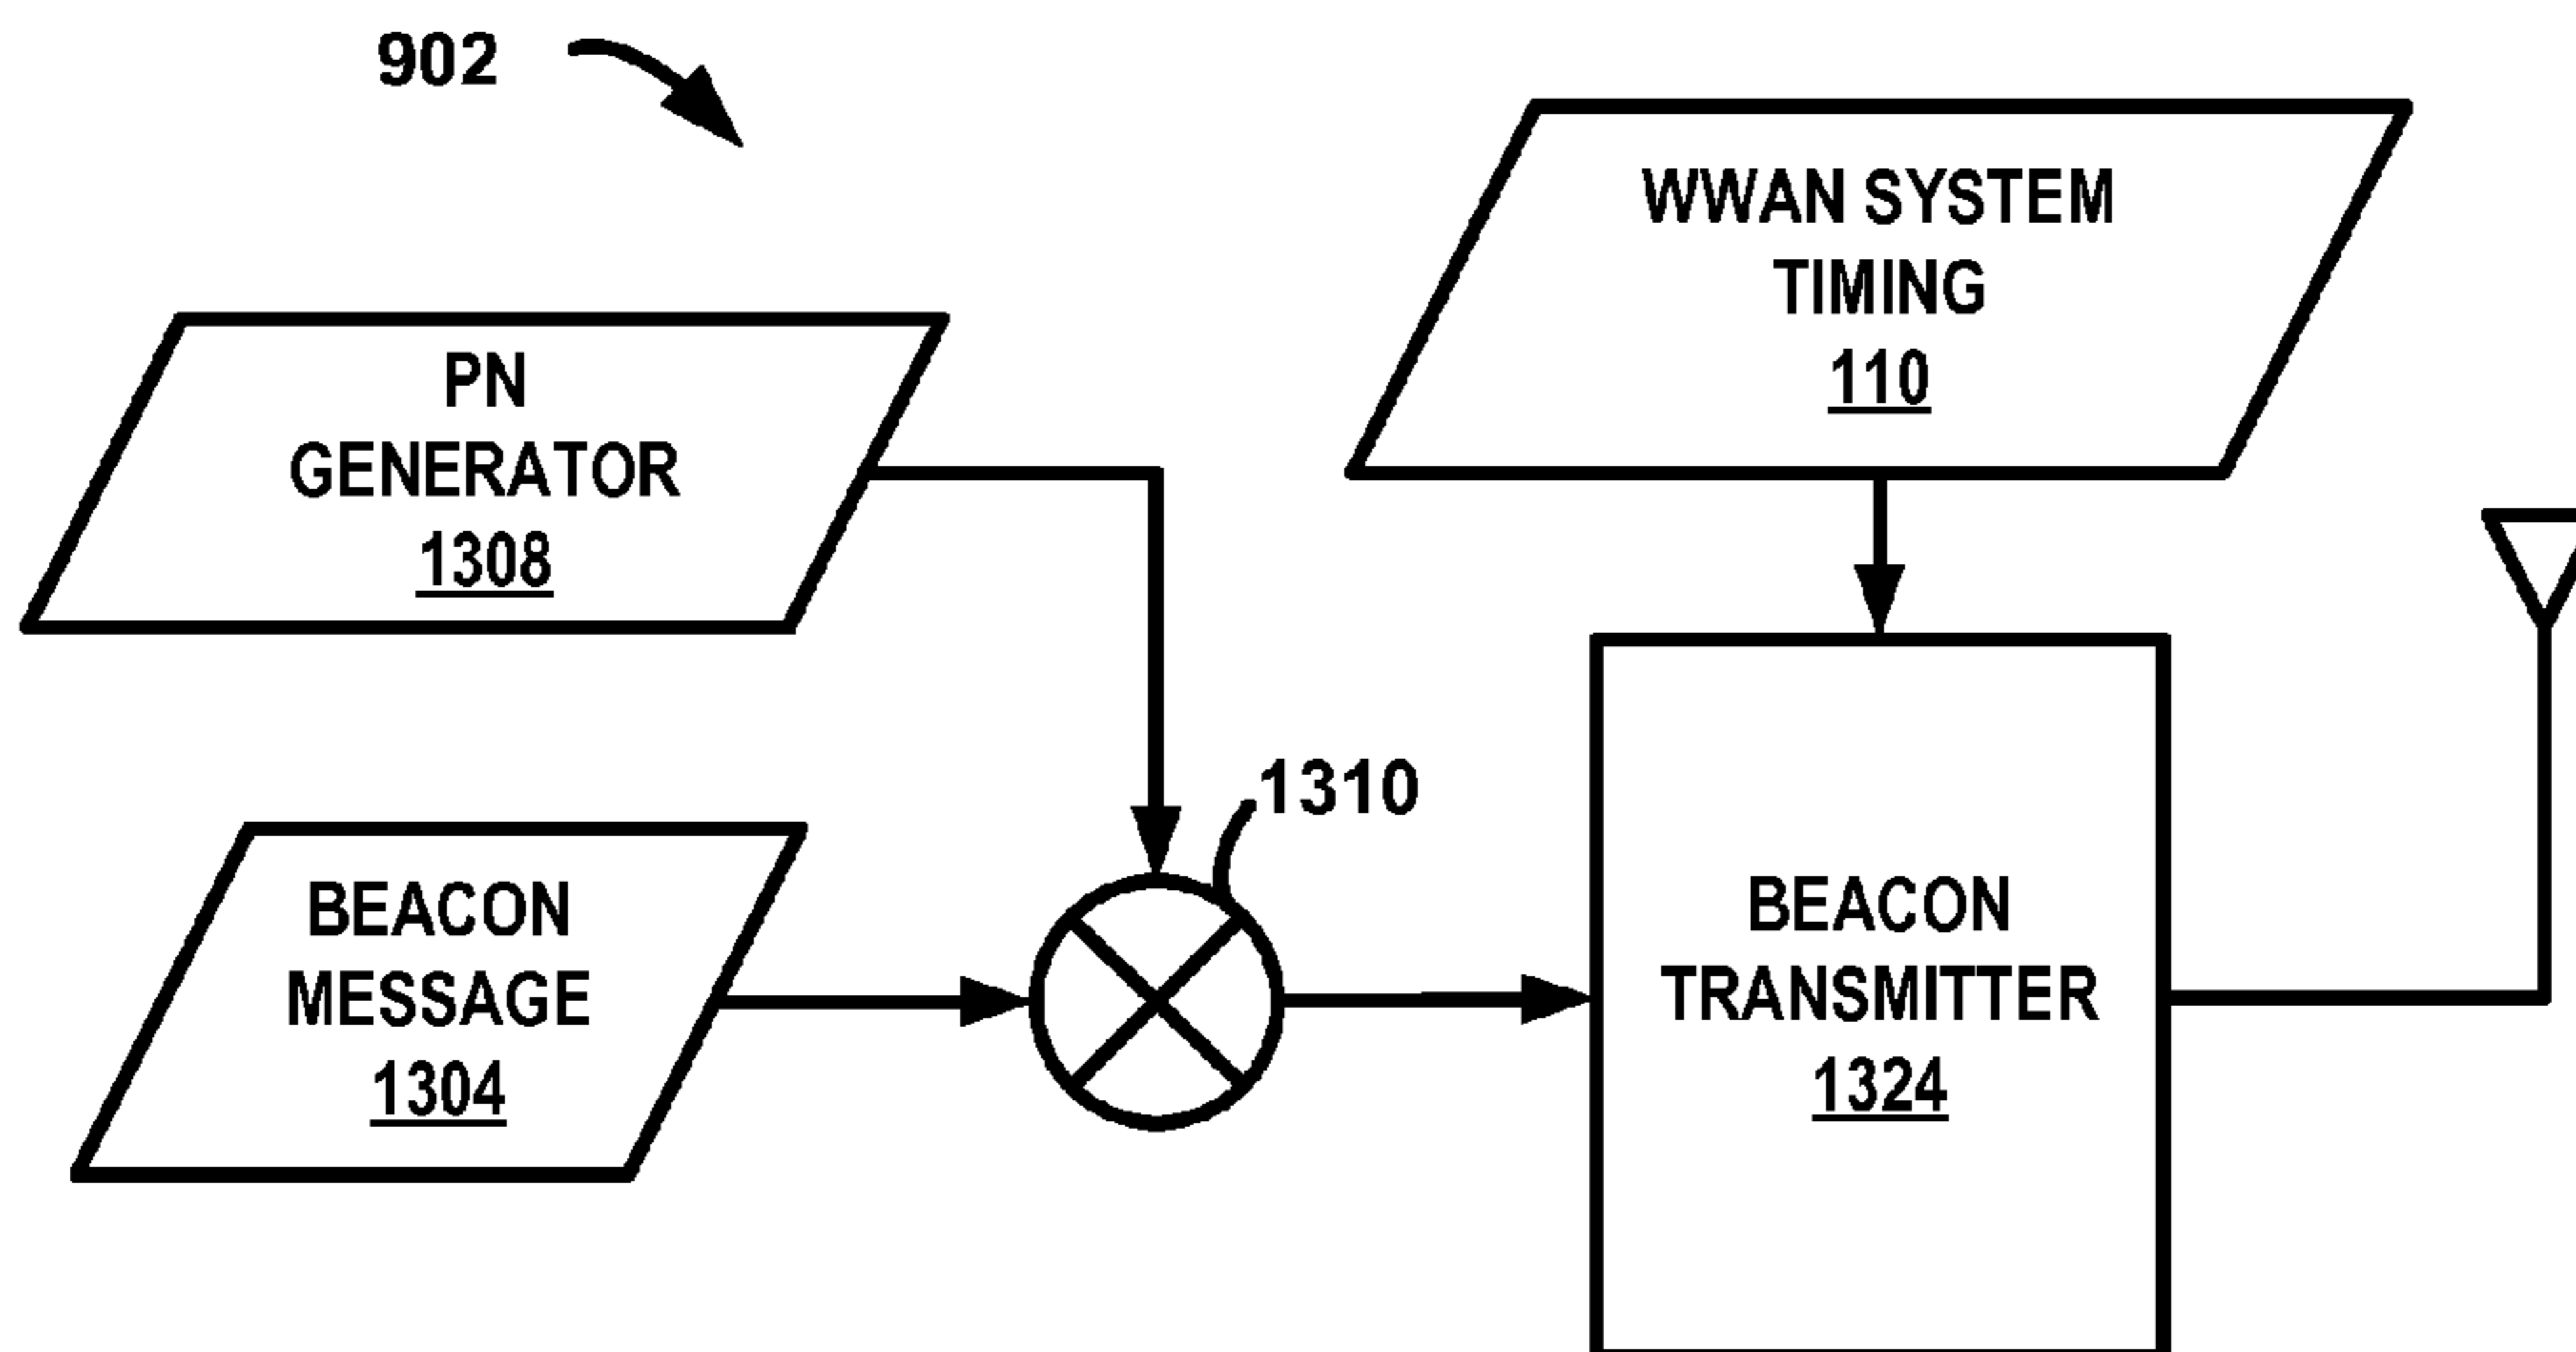 902
WWAN SYSTEM
TIMING
110
PN
GENERATOR
1308
1310
BEACON
MESSAGE
1304
BEACON
TRANSMITTER
1324